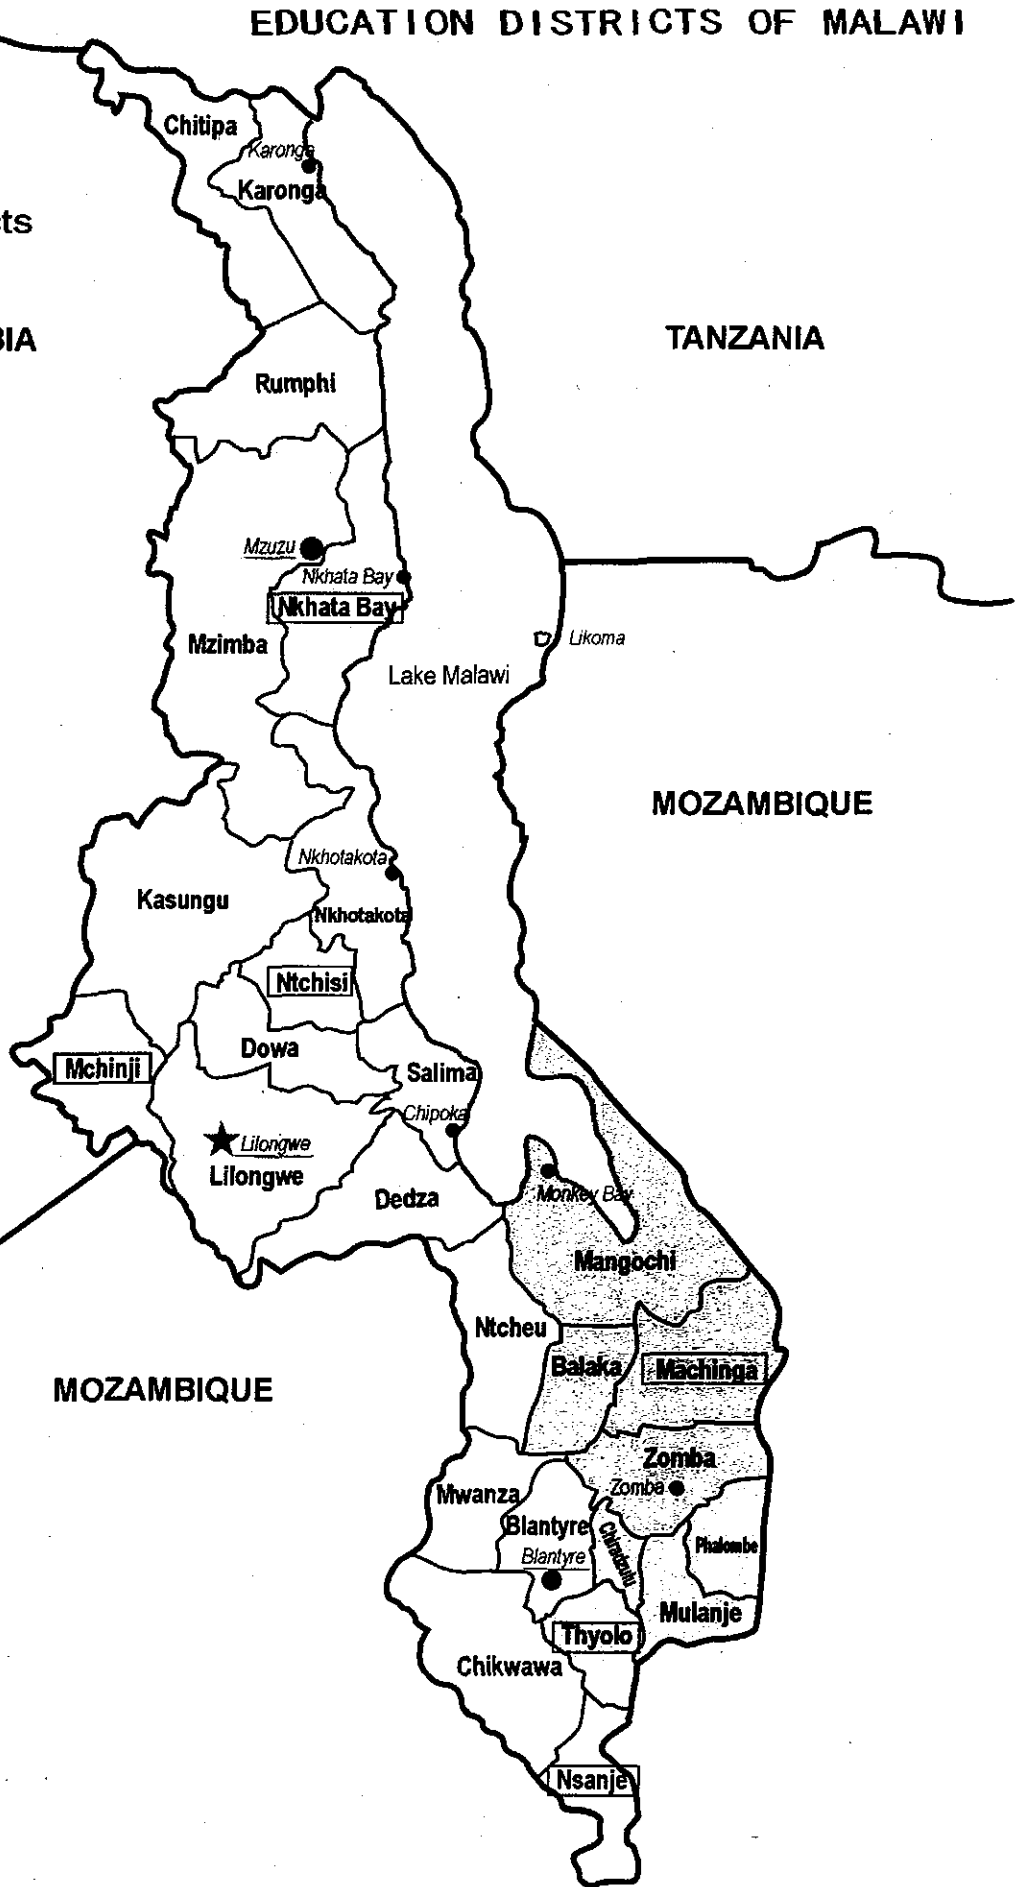 EDUCATION DISTRICTS OF MALAWI
Chitipa
Karonga
Karonga
cts
BIA
TANZANIA
Rumphi
Mzuzu
Nkhata Bay
Nkhata Bay
Likoma
Mzimba
Lake Malawi
MOZAMBIQUE
Nkhotakota
Kasungu
Nkhotakota
Ntchisi
Dowa
Mchinji
Salima
Chipoka
Lilongwe
Lilongwe
Dedza
Monkey Bay
Mangochi
Ntcheu
Balaka
Machinga
MOZAMBIQUE
Zomba
Zomba
Mwanza
Blantyre
Chiradzulu
Phalombe
Blantyre
Mulanje
Thyolo
Chikwawa
Nsanje